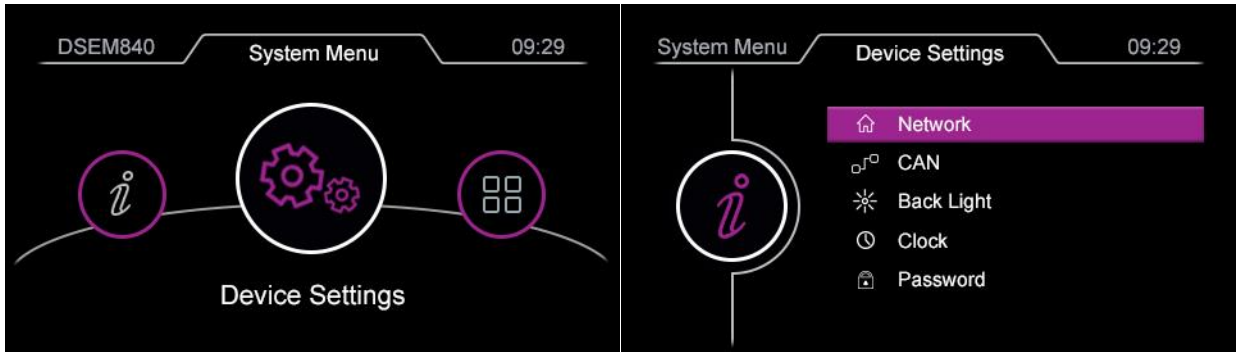 DSEM840 System Menu 09:29
Device Settings
System Menu Device Settings 09:29
Network
CAN
Back Light
Clock
Password